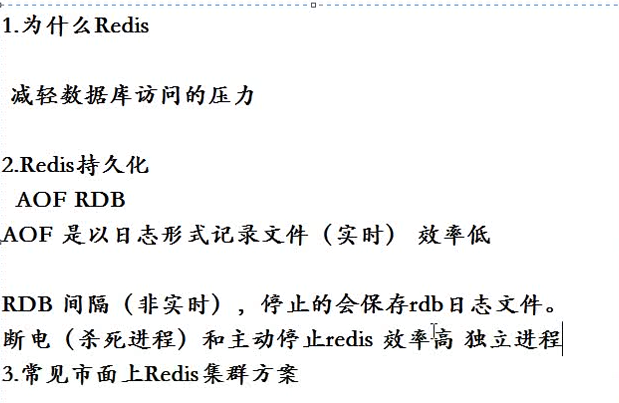 1.为什么Redis
减轻数据库访问的压力
2.Redis持久化
AOF RDB
AOF 是以日志形式记录文件（实时） 效率低
RDB 间隔（非实时），停止的会保存rdb日志文件。
断电（杀死进程）和主动停止redis 效率高 独立进程
3.常见市面上Redis集群方案